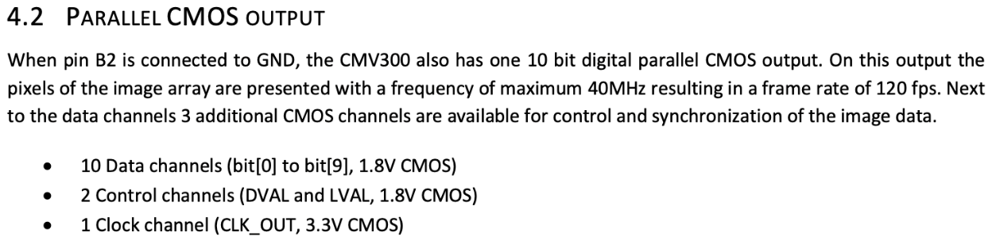 4.2 PARALLEL CMOS OUTPUT
When pin B2 is connected to GND, the CMV300 also has one 10 bit digital parallel CMOS output. On this output the
pixels of the image array are presented with a frequency of maximum 40MHz resulting in a frame rate of 120 fps. Next
to the data channels 3 additional CMOS channels are available for control and synchronization of the image data.
• 10 Data channels (bit[0] to bit[9], 1.8V CMOS)
• 2 Control channels (DVAL and LVAL, 1.8V CMOS)
• 1 Clock channel (CLK_OUT, 3.3V CMOS)